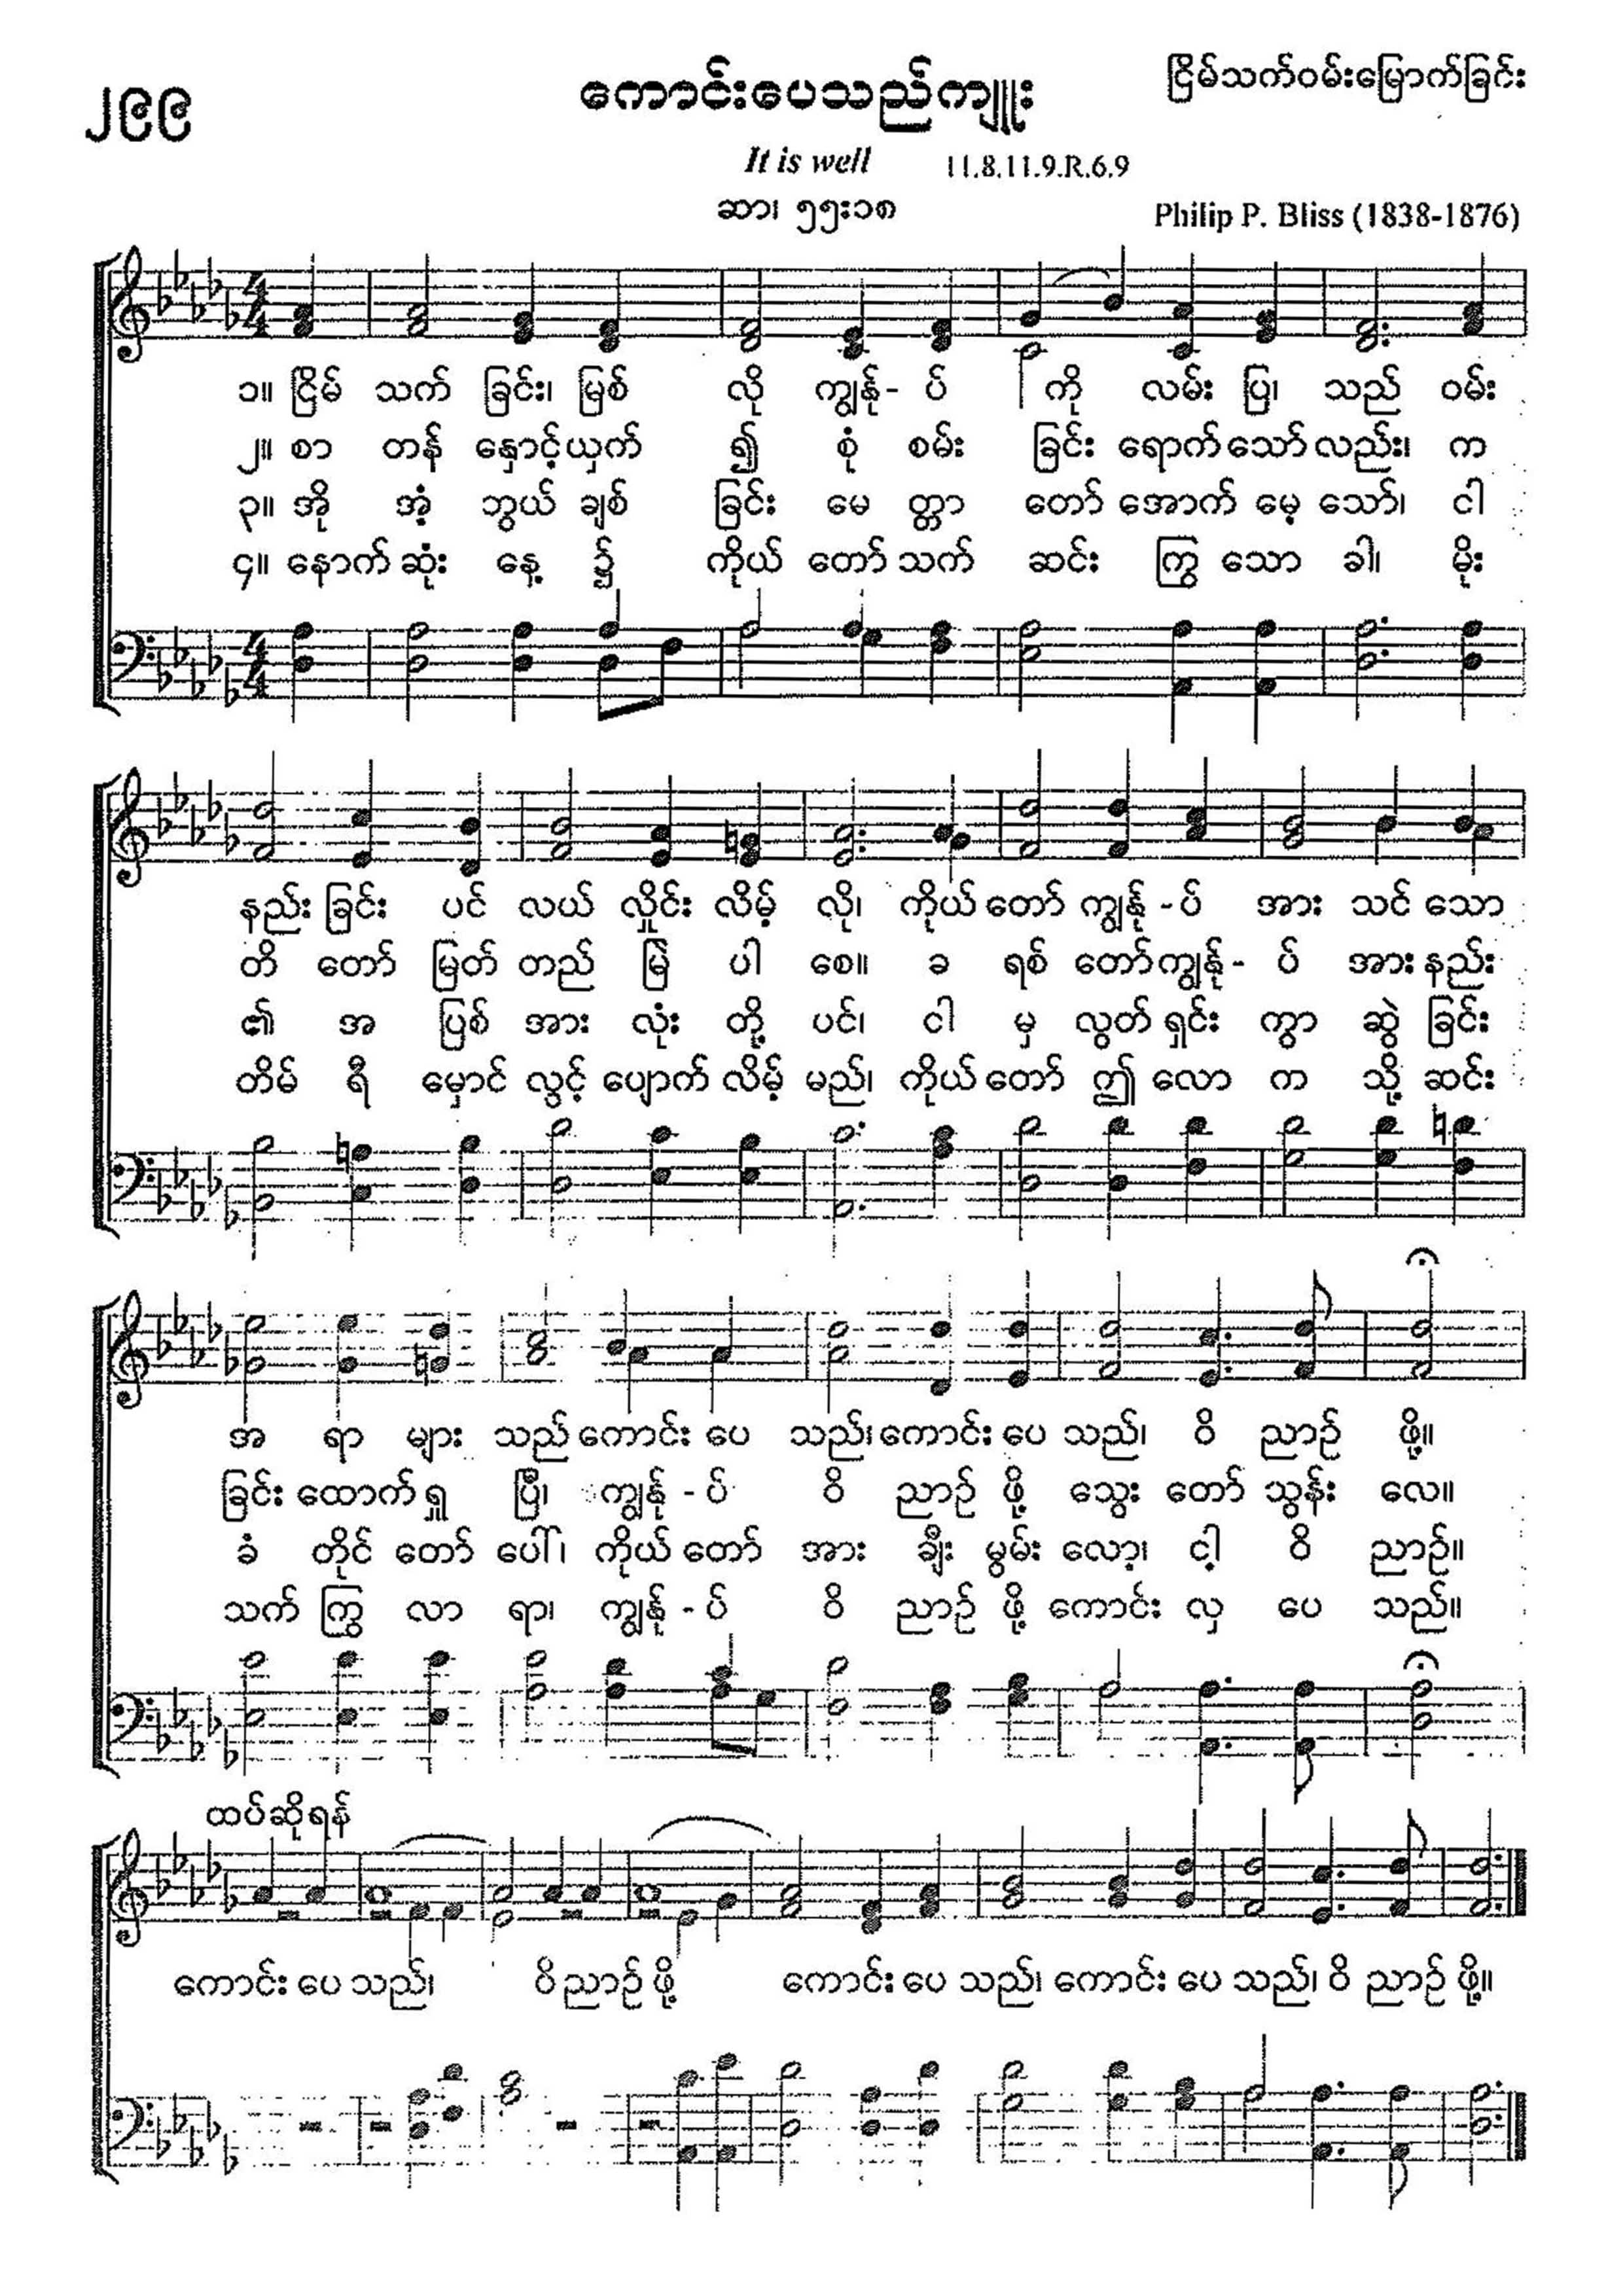 ၂၉၉
ကောင်းပေသည်ကျူး
ငြိမ်သက်ဝမ်းမြောက်ခြင်း
It is well 11.8.11.9.R.6.9
ဆာ၊ ၅၅း၁၈
Philip P. Bliss (1838-1876)
၁။ ငြိမ် သက် ခြင်း၊ မြစ် လို ကျွန်ု- ပ် ကို လမ်း ပြ၊ သည် ဝမ်း
၂။ စာ တန် နှောင့် ယှက် ၍ စုံ စမ်း ခြင်း ရောက် သော် လည်း၊ က
၃။ အို အံ့ ဘွယ် ချစ် ခြင်း မေ တ္တာ တော် အောက် မေ့ သော်၊ ငါ
၄။ နောက် ဆုံး နေ့ ၌ ကိုယ် တော် သက် ဆင်း ကြွ သော ခါ၊ မိုး
နည်း ခြင်း ပင် လယ် လှိုင်း လိမ့် လို၊ ကိုယ် တော် ကျွန်ု - ပ် အား သင် သော
တိ တော် မြတ် တည် မြဲ ပါ စေ။ ခ ရစ် တော် ကျွန်ု - ပ် အား နည်း
၏ အ ပြစ် အား လုံး တို့ ပင်၊ ငါ မှ လွတ် ရှင်း ကွာ ဆွဲ ခြင်း
တိမ် ရီ မှောင် လွင့် ပျောက် လိမ့် မည်၊ ကိုယ် တော် ဤ လော က သို့ ဆင်း
အ ရာ များ သည် ကောင်း ပေ သည်၊ ကောင်း ပေ သည်၊ ဝိ ညာဉ် ဖို့။
ခြင်း ထောက် ရှု ပြီ၊ ကျွန်ု - ပ် ဝိ ညာဉ် ဖို့ သွေး တော် သွန်း လေ။
ခံ တိုင် တော် ပေါ်၊ ကိုယ် တော် အား ချီး မွမ်း လော့၊ ငါ့ ဝိ ညာဉ်။
သက် ကြွ လာ ရာ၊ ကျွန်ု - ပ် ဝိ ညာဉ် ဖို့ ကောင်း လှ ပေ သည်။
ထပ်ဆိုရန်
ကောင်း ပေ သည်၊ ဝိ ညာဉ် ဖို့ ကောင်း ပေ သည်၊ ကောင်း ပေ သည်၊ ဝိ ညာဉ် ဖို့။